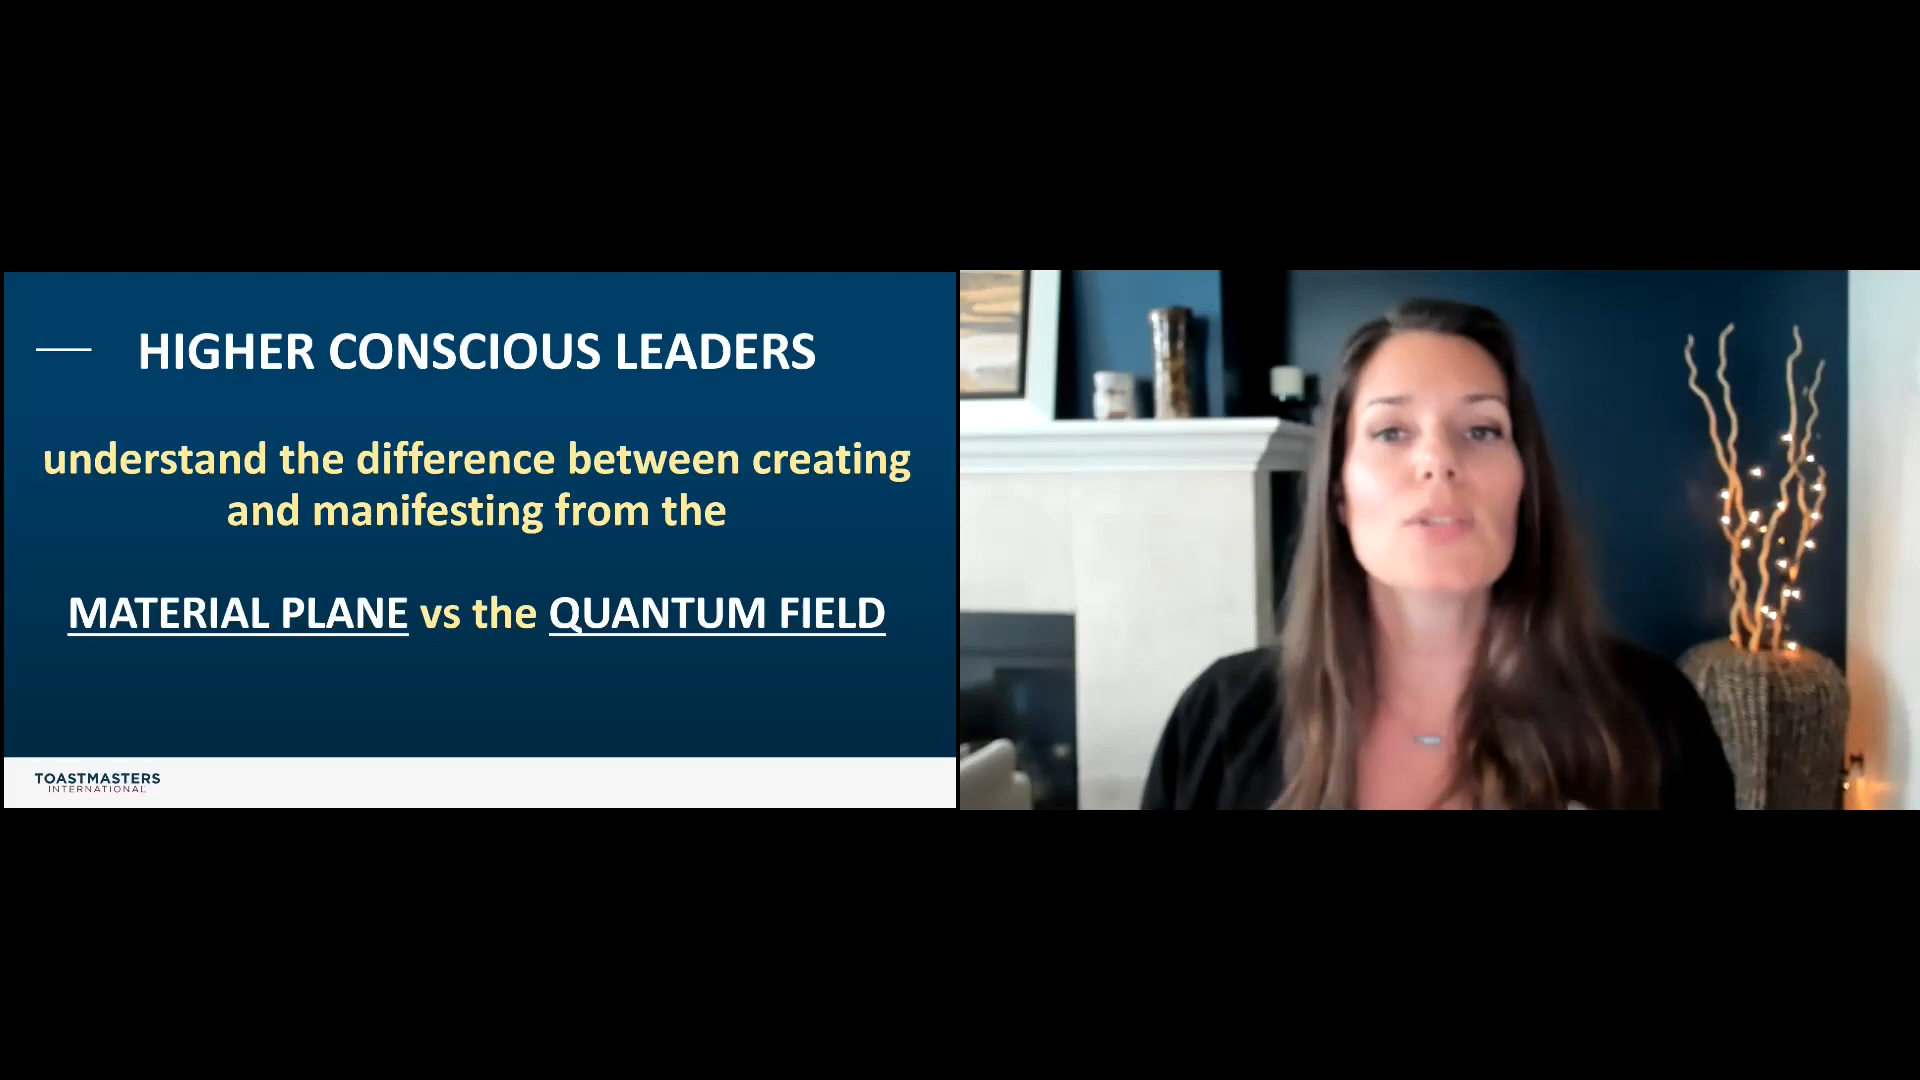 HIGHER CONSCIOUS LEADERS
understand the difference between creating
and manifesting from the
MATERIAL PLANE vs the QUANTUM FIELD
TOASTMASTERS
INTERNATIONAL